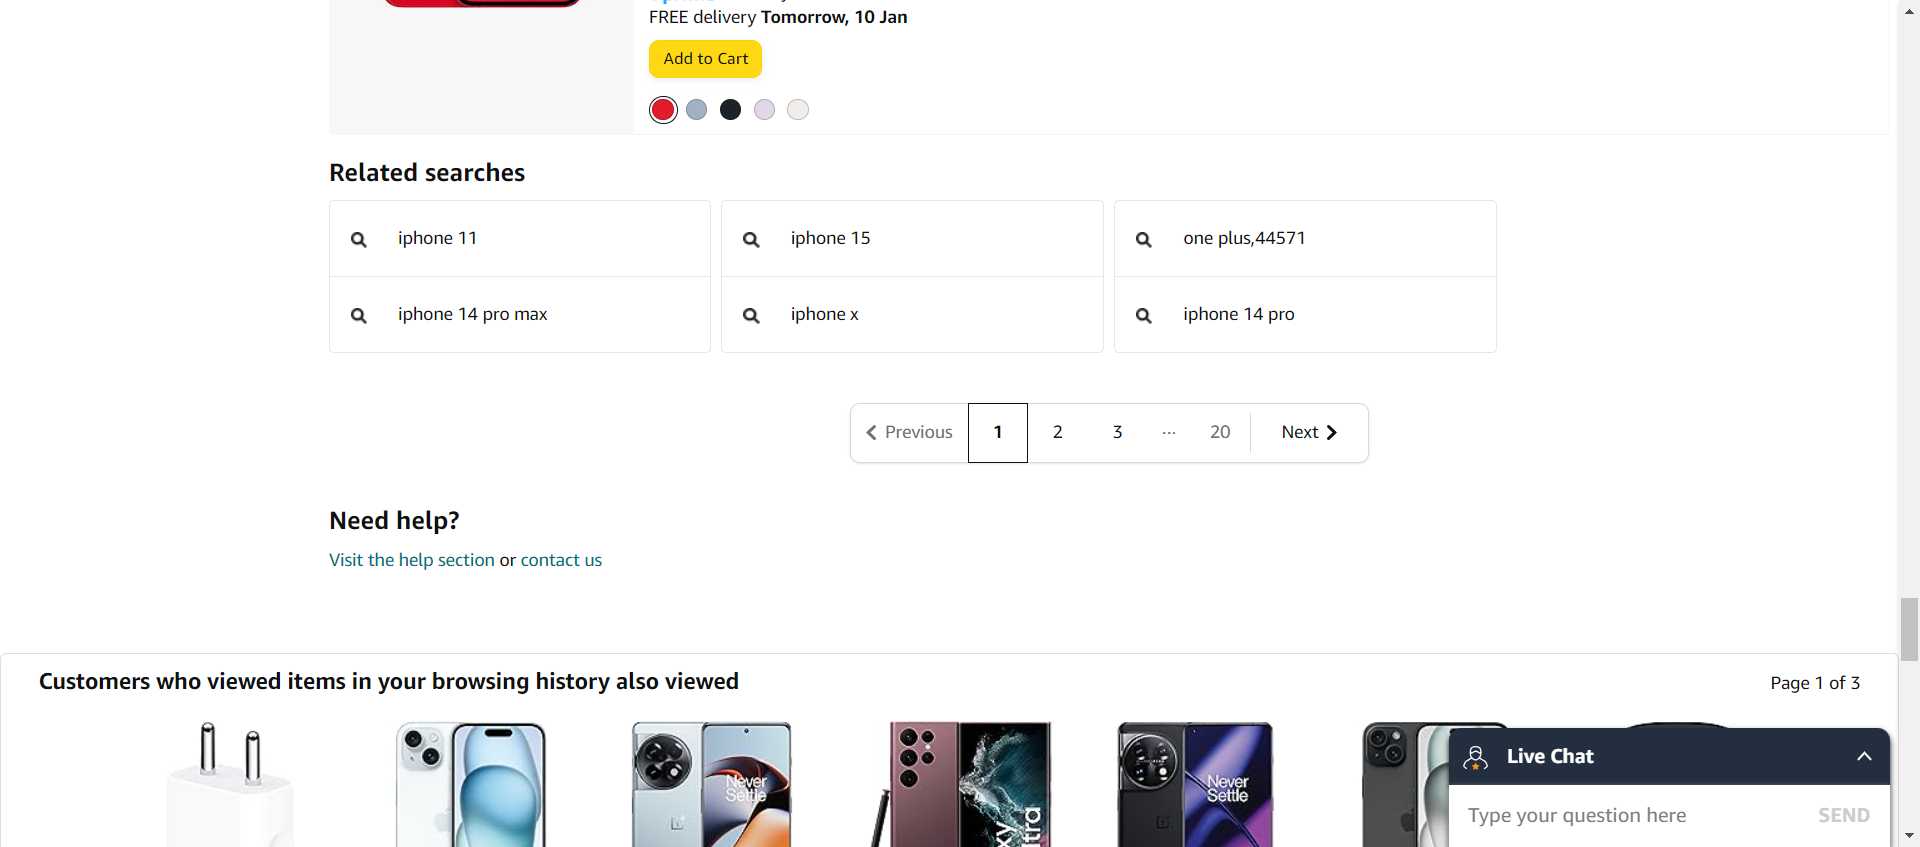 FREE delivery Tomorrow, 10 Jan
Add to Cart
Related searches
iphone 11
iphone 15
one plus,44571
iphone 14 pro max
iphone x
iphone 14 pro
Previous 1 2 3 ... 20 Next
Need help?
Visit the help section or contact us
Customers who viewed items in your browsing history also viewed
Page 1 of 3
Never
Settle
Never
Settle
Live Chat
Type your question here
SEND